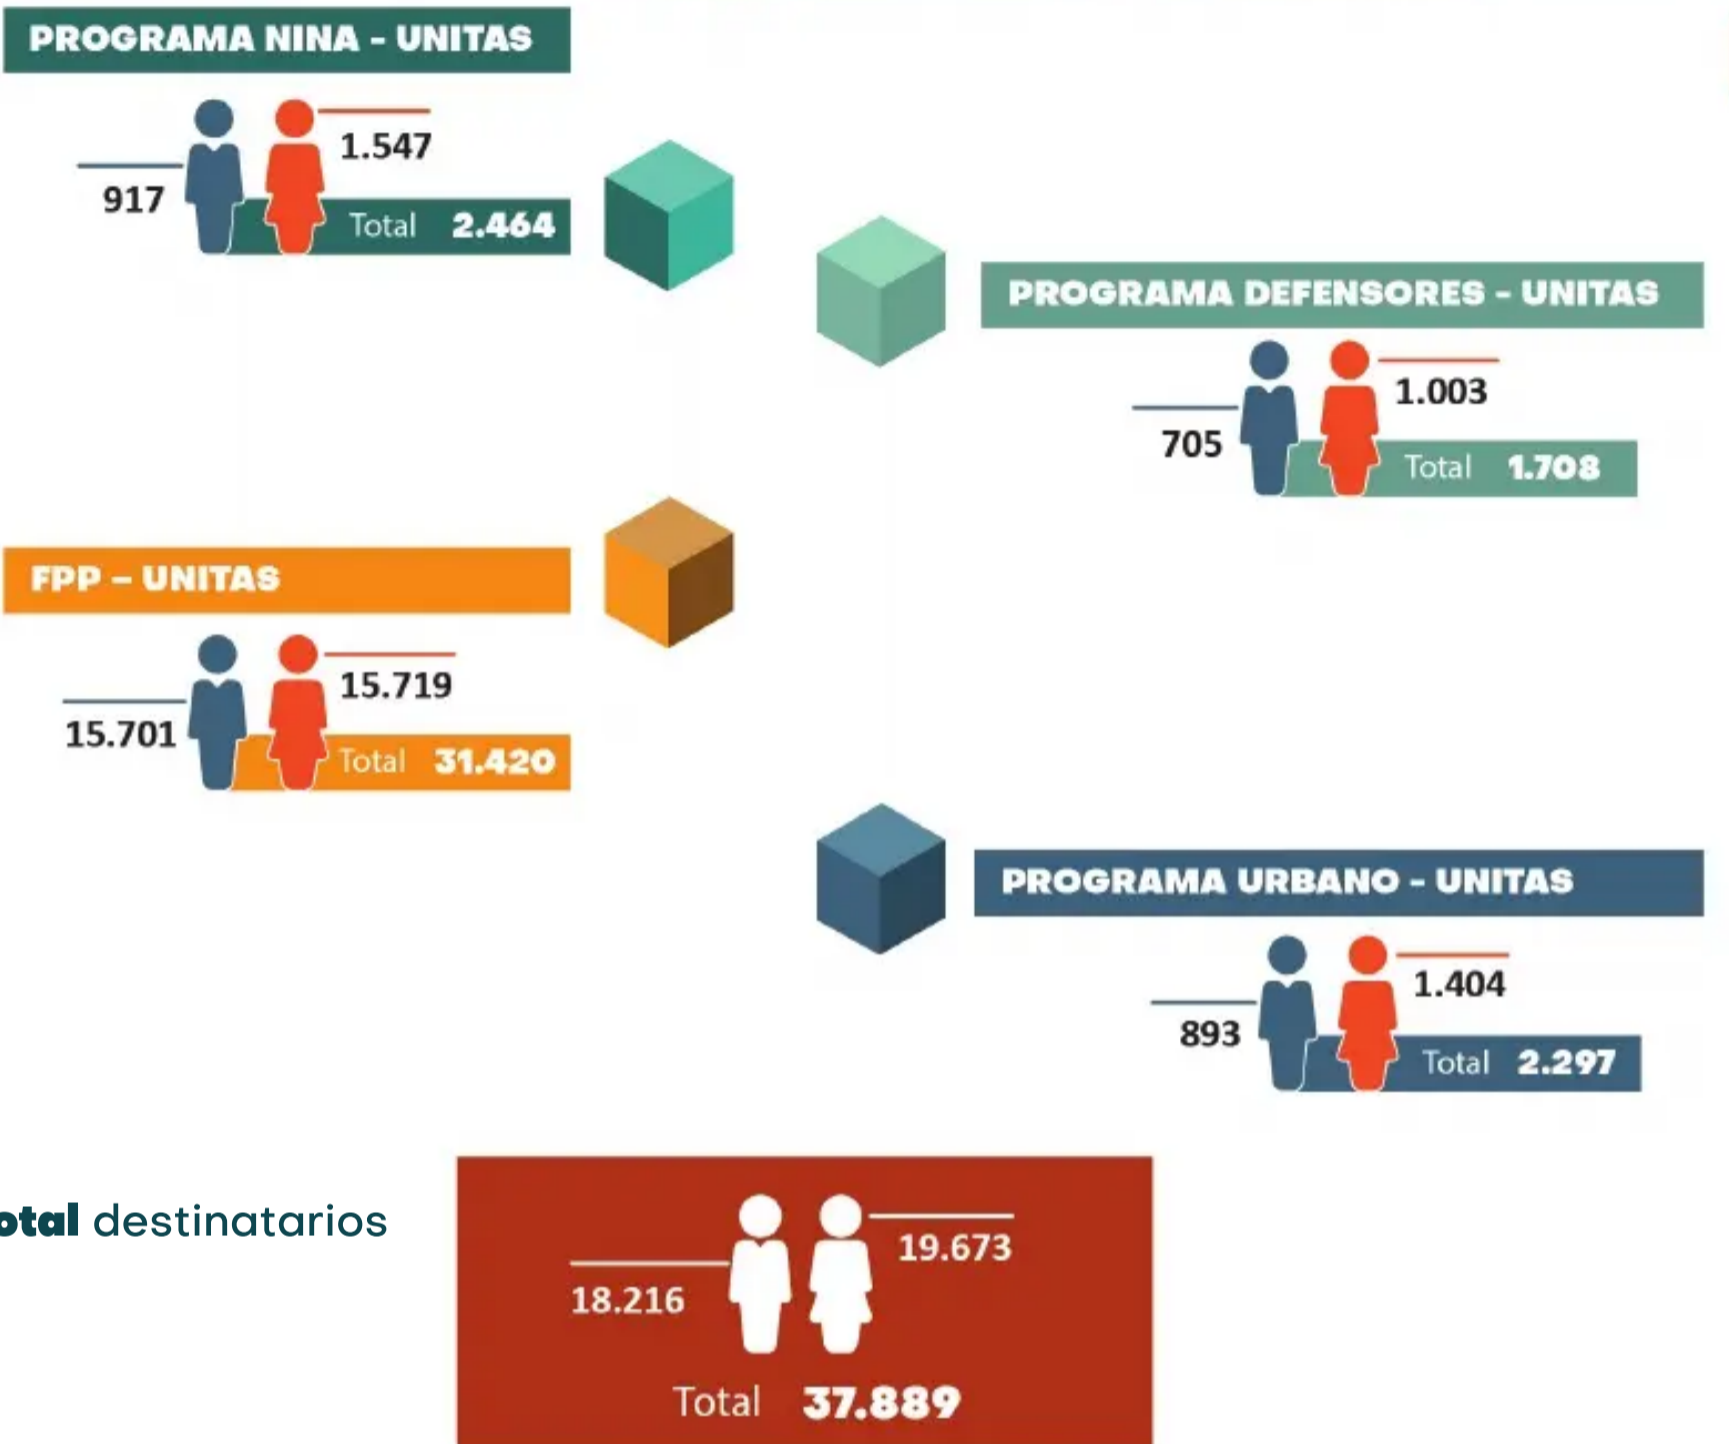 PROGRAMA NINA - UNITAS
1.547
917
Total 2.464
PROGRAMA DEFENSORES - UNITAS
1.003
705
Total 1.708
FPP – UNITAS
15.719
15.701
Total 31.420
PROGRAMA URBANO - UNITAS
1.404
893
Total 2.297
otal destinatarios
19.673
18.216
Total 37.889